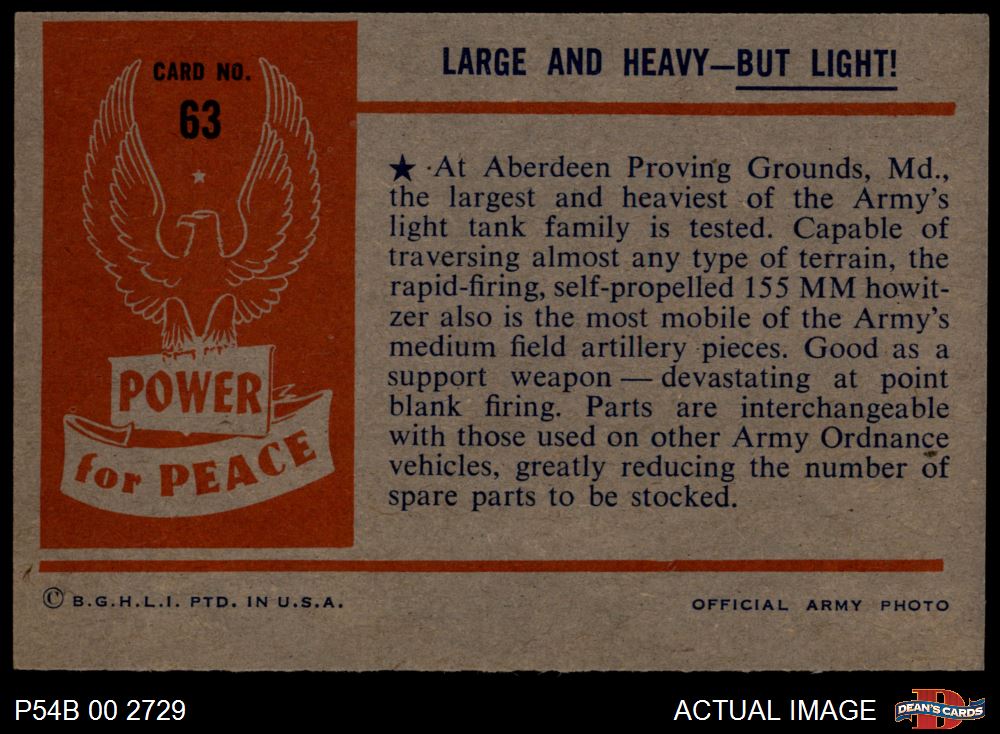 CARD NO.
63
POWER
for PEACE
LARGE AND HEAVY—BUT LIGHT!
★ At Aberdeen Proving Grounds, Md.,
the largest and heaviest of the Army's
light tank family is tested. Capable of
traversing almost any type of terrain, the
rapid-firing, self-propelled 155 MM howit-
zer also is the most mobile of the Army's
medium field artillery pieces. Good as a
support weapon — devastating at point
blank firing. Parts are interchangeable
with those used on other Army Ordnance
vehicles, greatly reducing the number of
spare parts to be stocked.
© B.G.H.L.I. PTD. IN U.S.A.
OFFICIAL ARMY PHOTO
P54B 00 2729
ACTUAL IMAGE
DEAN'S CARDS